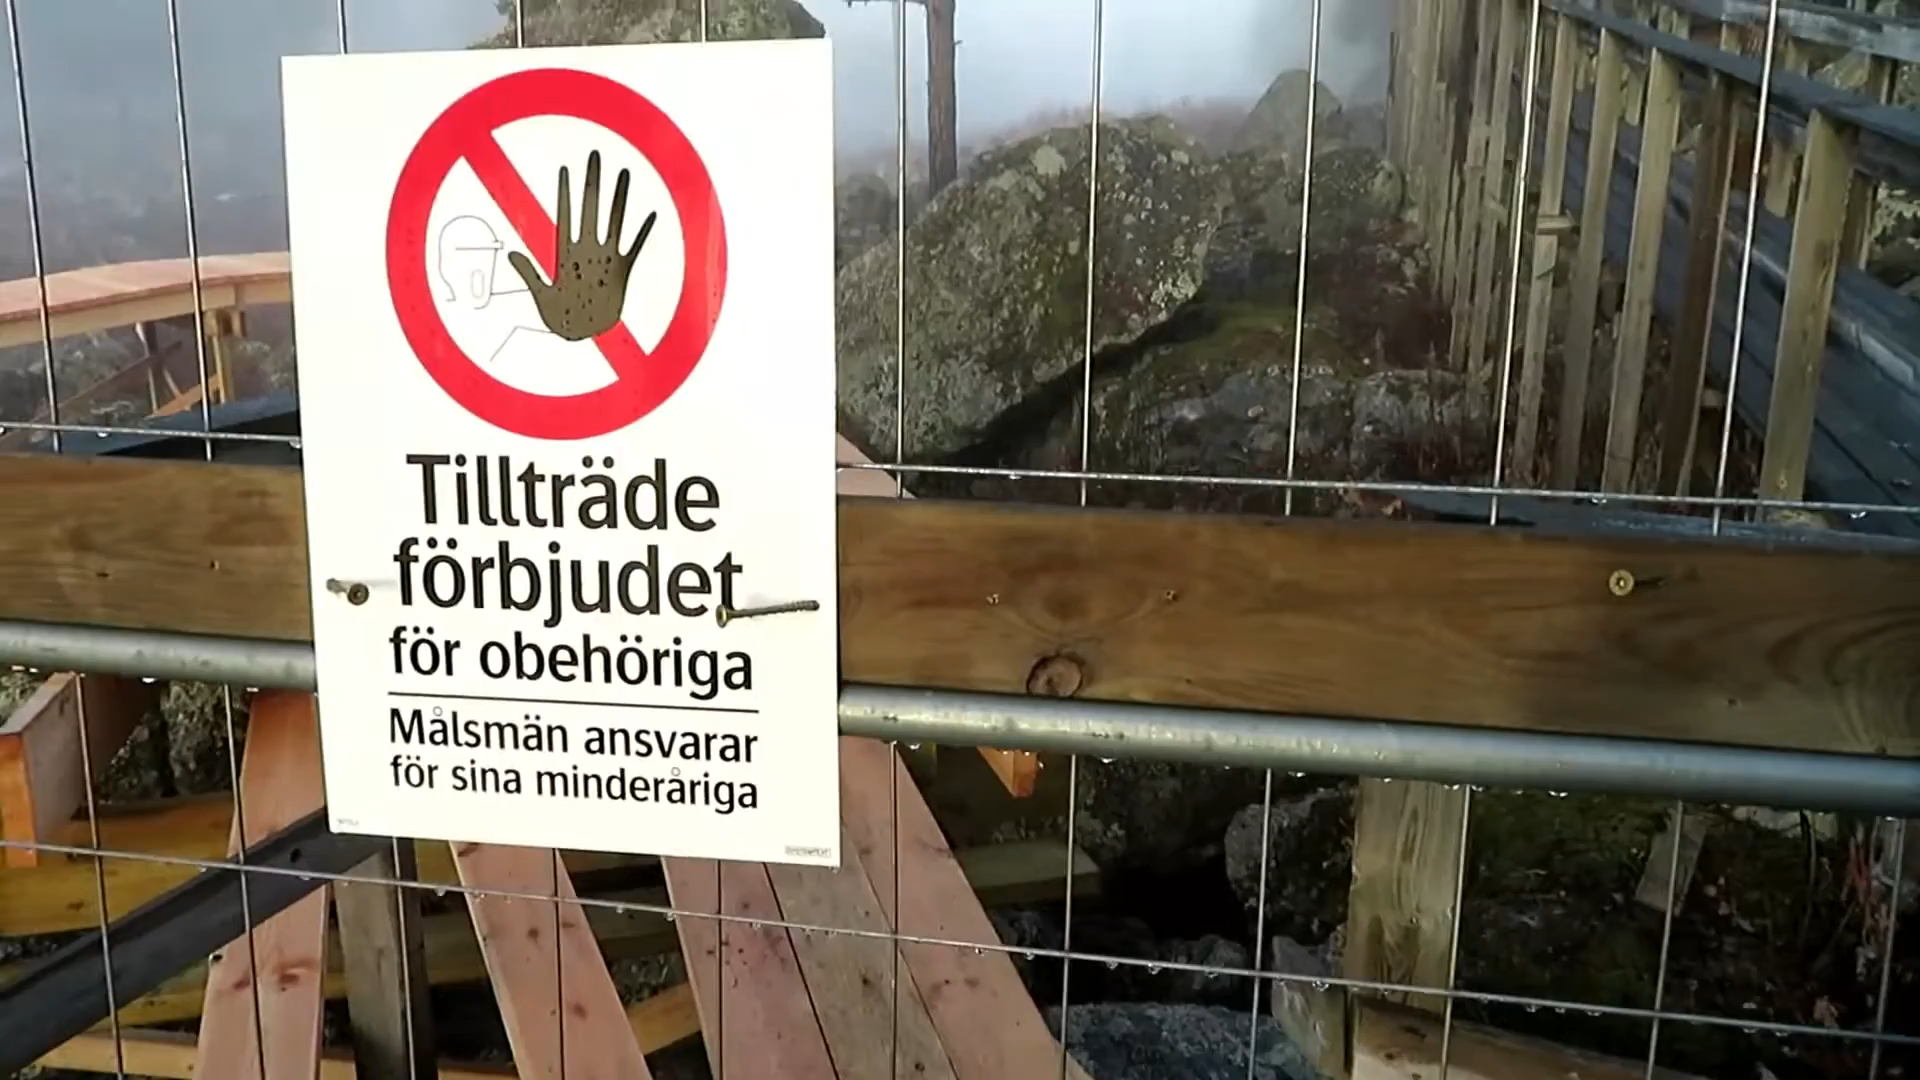 Tillträde
förbjudet
för obehöriga
Målsmän ansvarar
för sina minderåriga